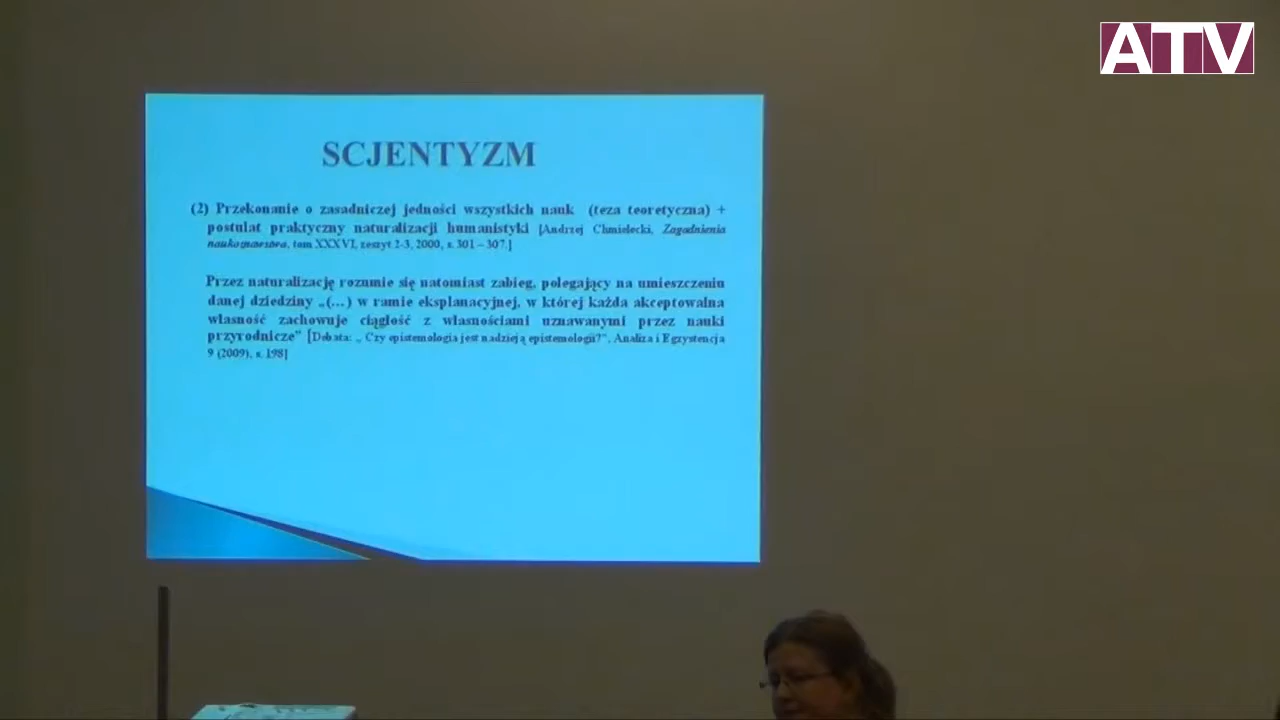 ATV
SCJENTYZM
(2) Przekonanie o zasadniczej jedności wszystkich nauk (teza teoretyczna) +
postulat praktyczny naturalizacji humanistyki [Andrzej Chmielecki, Zagadnienia
naukoznawstwa, tom XXXVI, zeszyt 2-3, 2000, s. 301 – 307.]
Przez naturalizację rozumie się natomiast zabieg, polegający na umieszczeniu
danej dziedziny „(…) w ramie eksplanacyjnej, w której każda akceptowalna
własność zachowuje ciągłość z własnościami uznawanymi przez nauki
przyrodnicze” [Debata: „ Czy epistemologia jest nadzieją epistemologii?”, Analiza i Egzystencja
9 (2009), s. 198]